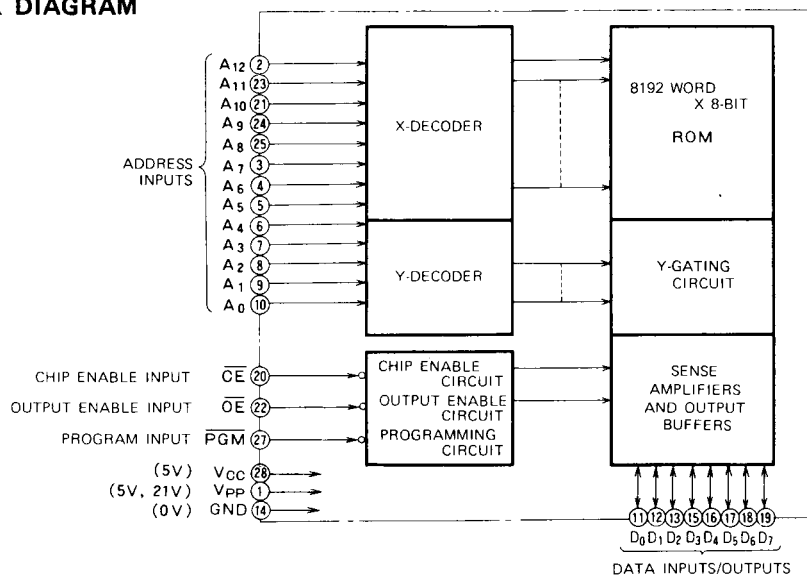 DIAGRAM
A12 2
A11 23
A10 21
A9 24
A8 25
A7 3
A6 4
A5 5
A4 6
A3 7
A2 8
A1 9
A0 10
ADDRESS
INPUTS
X-DECODER
Y-DECODER
8192 WORD
X 8-BIT
ROM
Y-GATING
CIRCUIT
CHIP ENABLE INPUT C̅E̅ 20
OUTPUT ENABLE INPUT O̅E̅ 22
PROGRAM INPUT P̅G̅M̅ 27
CHIP ENABLE
CIRCUIT
OUTPUT ENABLE
CIRCUIT
PROGRAMMING
CIRCUIT
SENSE
AMPLIFIERS
AND OUTPUT
BUFFERS
(5V) VCC 28
(5V, 21V) VPP 1
(0V) GND 14
11 12 13 15 16 17 18 19
D0 D1 D2 D3 D4 D5 D6 D7
DATA INPUTS/OUTPUTS